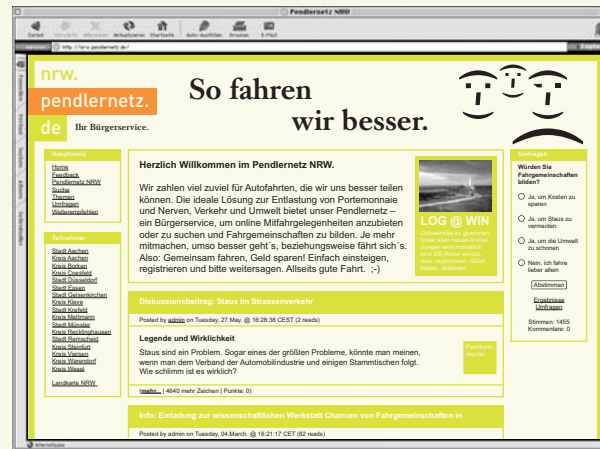 Pendlernetz NRW
Zurück
Aktualisieren
Startseite
Auto-Ausfüllen
Drucken
E-Mail
http://nrw.pendlernetz.de/
nrw.
pendlernetz.
de
Ihr Bürgerservice.
So fahren
wir besser.
Hauptmenü
Home
Feedback
Pendlernetz NRW
Suche
Themen
Umfragen
Weiterempfehlen
Teilnehmer
Stadt Aachen
Kreis Aachen
Kreis Borken
Kreis Coesfeld
Stadt Düsseldorf
Stadt Essen
Stadt Gelsenkirchen
Kreis Kleve
Stadt Krefeld
Kreis Mettmann
Stadt Münster
Kreis Recklinghausen
Stadt Remscheid
Kreis Steinfurt
Kreis Viersen
Kreis Warendorf
Kreis Wesel
Landkarte NRW
Herzlich Willkommen im Pendlernetz NRW.
Wir zahlen viel zuviel für Autofahrten, die wir uns besser teilen
können. Die ideale Lösung zur Entlastung von Portemonnaie
und Nerven, Verkehr und Umwelt bietet unser Pendlernetz –
ein Bürgerservice, um online Mitfahrgelegenheiten anzubieten
oder zu suchen und Fahrgemeinschaften zu bilden. Je mehr
mitmachen, umso besser geht´s, beziehungsweise fährt sich´s.
Also: Gemeinsam fahren, Geld sparen! Einfach einsteigen,
registrieren und bitte weitersagen. Allseits gute Fahrt. ;-)
LOG @ WIN
Diskussionsbeitrag: Staus im Strassenverkehr
Posted by admin on Tuesday, 27.May. @ 16:28:38 CEST (2 reads)
Legende und Wirklichkeit
Staus sind ein Problem. Sogar eines der größten Probleme, könnte man meinen,
wenn man dem Verband der Automobilindustrie und einigen Stammtischen folgt.
Wie schlimm ist es wirklich?
(mehr... | 4640 mehr Zeichen | Punkte: 0)
Info: Einladung zur wissenschaftlichen Werkstatt Chancen von Fahrgemeinschaften in
Posted by admin on Tuesday, 04.March. @ 16:21:17 CET (82 reads)
Umfragen
Würden Sie
Fahrgemeinschaften
bilden?
Ja, um Kosten zu
sparen
Ja, um Staus zu
vermeiden
Ja, um die Umwelt
zu schonen
Nein, ich fahre
lieber allein
Abstimmen
Ergebnisse
Umfragen
Stimmen: 1455
Kommentare: 0